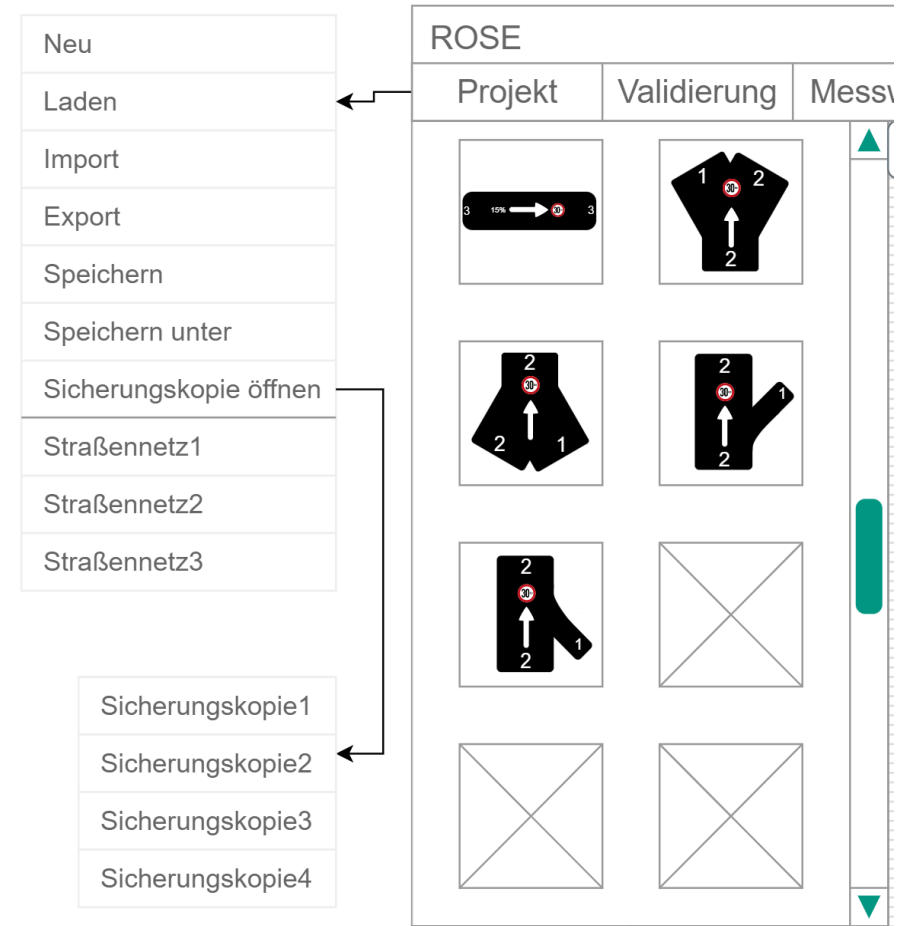 Neu
Laden
Import
Export
Speichern
Speichern unter
Sicherungskopie öffnen
Straßennetz1
Straßennetz2
Straßennetz3
Sicherungskopie1
Sicherungskopie2
Sicherungskopie3
Sicherungskopie4
ROSE
Projekt Validierung
3 15% 30 3
1 30 2
2
2
30
2 1
2
30 1
2
2
30
2 1